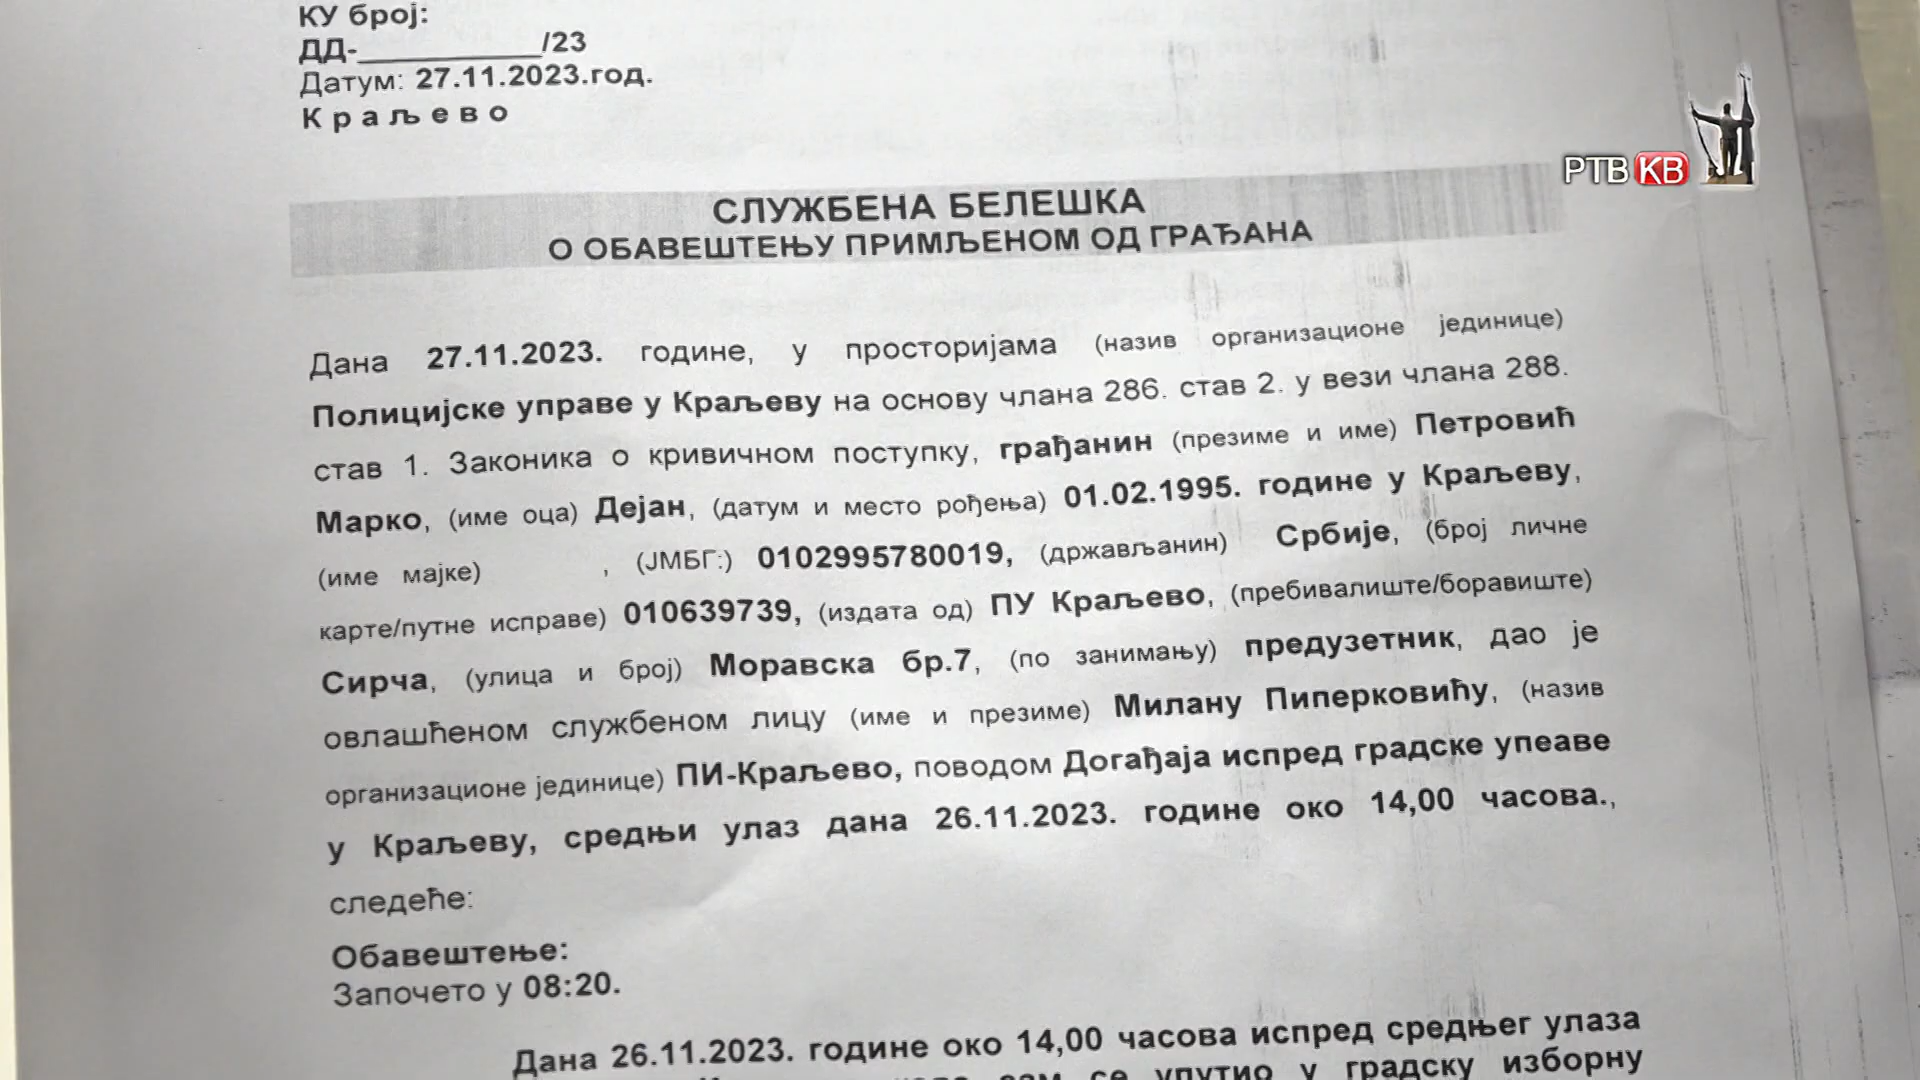 КУ број:
ДД-____________/23
Датум: 27.11.2023.год.
К р а љ е в о
РТВ КВ
СЛУЖБЕНА БЕЛЕШКА
О ОБАВЕШТЕЊУ ПРИМЉЕНОМ ОД ГРАЂАНА
Дана 27.11.2023. године, у просторијама (назив организационе јединице)
Полицијске управе у Краљеву на основу члана 286. став 2. у вези члана 288.
став 1. Законика о кривичном поступку, грађанин (презиме и име) Петровић
Марко, (име оца) Дејан, (датум и место рођења) 01.02.1995. године у Краљеву,
(име мајке) , (ЈМБГ:) 0102995780019, (држављанин) Србије, (број личне
карте/путне исправе) 010639739, (издата од) ПУ Краљево, (пребивалиште/боравиште)
Сирча, (улица и број) Моравска бр.7, (по занимању) предузетник, дао је
овлашћеном службеном лицу (име и презиме) Милану Пиперковићу, (назив
организационе јединице) ПИ-Краљево, поводом Догађаја испред градске упеаве
у Краљеву, средњи улаз дана 26.11.2023. године око 14,00 часова.,
следеће:
Обавештење:
Започето у 08:20.
Дана 26.11.2023. године око 14,00 часова испред средњег улаза
сам се упутио у градску изборну